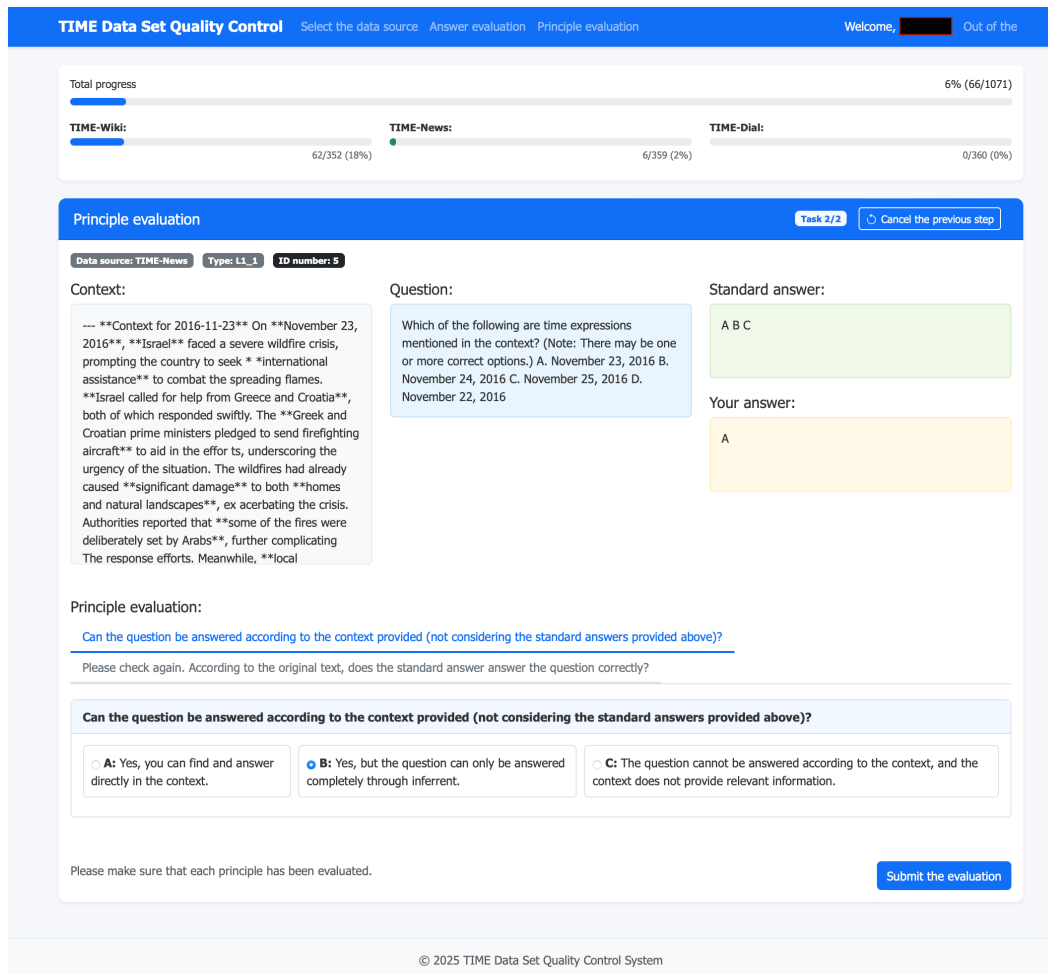 TIME Data Set Quality Control Select the data source Answer evaluation Principle evaluation Welcome, Out of the
Total progress 6% (66/1071)
TIME-Wiki: TIME-News: TIME-Dial:
62/352 (18%) 6/359 (2%) 0/360 (0%)
Principle evaluation Task 2/2 Cancel the previous step
Data source: TIME-News Type: L1_1 ID number: 5
Context:
--- **Context for 2016-11-23** On **November 23,
2016**, **Israel** faced a severe wildfire crisis,
prompting the country to seek * *international
assistance** to combat the spreading flames.
**Israel called for help from Greece and Croatia**,
both of which responded swiftly. The **Greek and
Croatian prime ministers pledged to send firefighting
aircraft** to aid in the effor ts, underscoring the
urgency of the situation. The wildfires had already
caused **significant damage** to both **homes
and natural landscapes**, ex acerbating the crisis.
Authorities reported that **some of the fires were
deliberately set by Arabs**, further complicating
The response efforts. Meanwhile, **local
Question:
Which of the following are time expressions
mentioned in the context? (Note: There may be one
or more correct options.) A. November 23, 2016 B.
November 24, 2016 C. November 25, 2016 D.
November 22, 2016
Standard answer:
A B C
Your answer:
A
Principle evaluation:
Can the question be answered according to the context provided (not considering the standard answers provided above)?
Please check again. According to the original text, does the standard answer answer the question correctly?
Can the question be answered according to the context provided (not considering the standard answers provided above)?
A: Yes, you can find and answer
directly in the context.
B: Yes, but the question can only be answered
completely through inferrent.
C: The question cannot be answered according to the context, and the
context does not provide relevant information.
Please make sure that each principle has been evaluated.
Submit the evaluation
© 2025 TIME Data Set Quality Control System